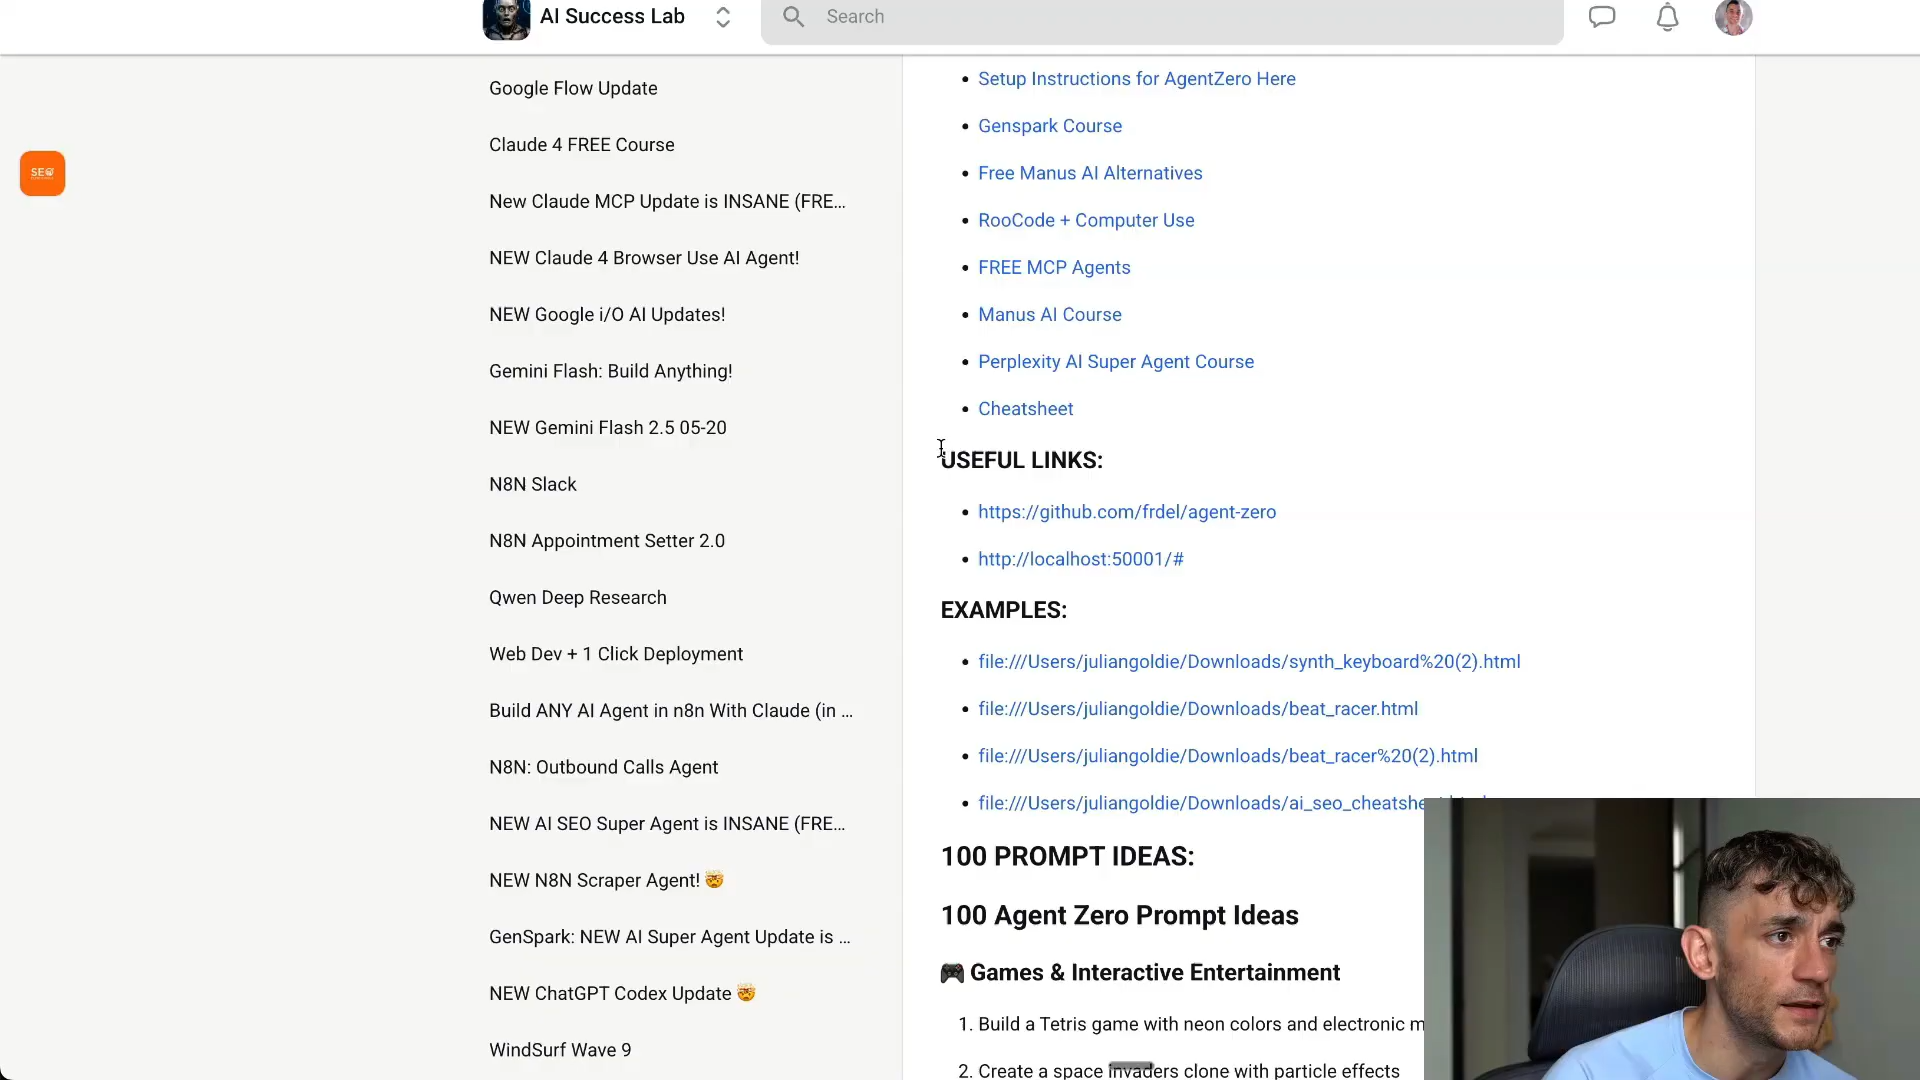 AI Success Lab
Search
SEO
Google Flow Update
Claude 4 FREE Course
New Claude MCP Update is INSANE (FRE...
NEW Claude 4 Browser Use AI Agent!
NEW Google i/O AI Updates!
Gemini Flash: Build Anything!
NEW Gemini Flash 2.5 05-20
N8N Slack
N8N Appointment Setter 2.0
Qwen Deep Research
Web Dev + 1 Click Deployment
Build ANY AI Agent in n8n With Claude (in ...
N8N: Outbound Calls Agent
NEW AI SEO Super Agent is INSANE (FRE...
NEW N8N Scraper Agent! 🤯
GenSpark: NEW AI Super Agent Update is ...
NEW ChatGPT Codex Update 🤯
WindSurf Wave 9
• Setup Instructions for AgentZero Here
• Genspark Course
• Free Manus AI Alternatives
• RooCode + Computer Use
• FREE MCP Agents
• Manus AI Course
• Perplexity AI Super Agent Course
• Cheatsheet
USEFUL LINKS:
• https://github.com/frdel/agent-zero
• http://localhost:50001/#
EXAMPLES:
• file:///Users/juliangoldie/Downloads/synth_keyboard%20(2).html
• file:///Users/juliangoldie/Downloads/beat_racer.html
• file:///Users/juliangoldie/Downloads/beat_racer%20(2).html
• file:///Users/juliangoldie/Downloads/ai_seo_cheatshe
100 PROMPT IDEAS:
100 Agent Zero Prompt Ideas
🎮 Games & Interactive Entertainment
1. Build a Tetris game with neon colors and electronic m
2. Create a space invaders clone with particle effects